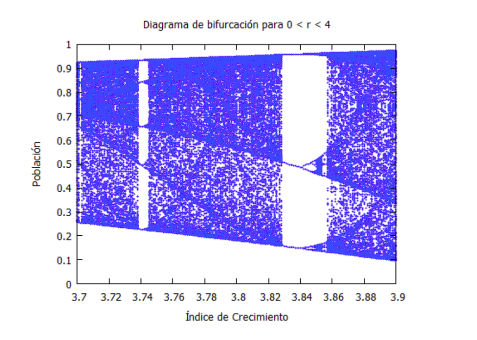 Diagrama de bifurcación para 0 < r < 4
1
0.9
0.8
0.7
0.6
0.5
0.4
0.3
0.2
0.1
0
Población
3.7 3.72 3.74 3.76 3.78 3.8 3.82 3.84 3.86 3.88 3.9
Índice de Crecimiento